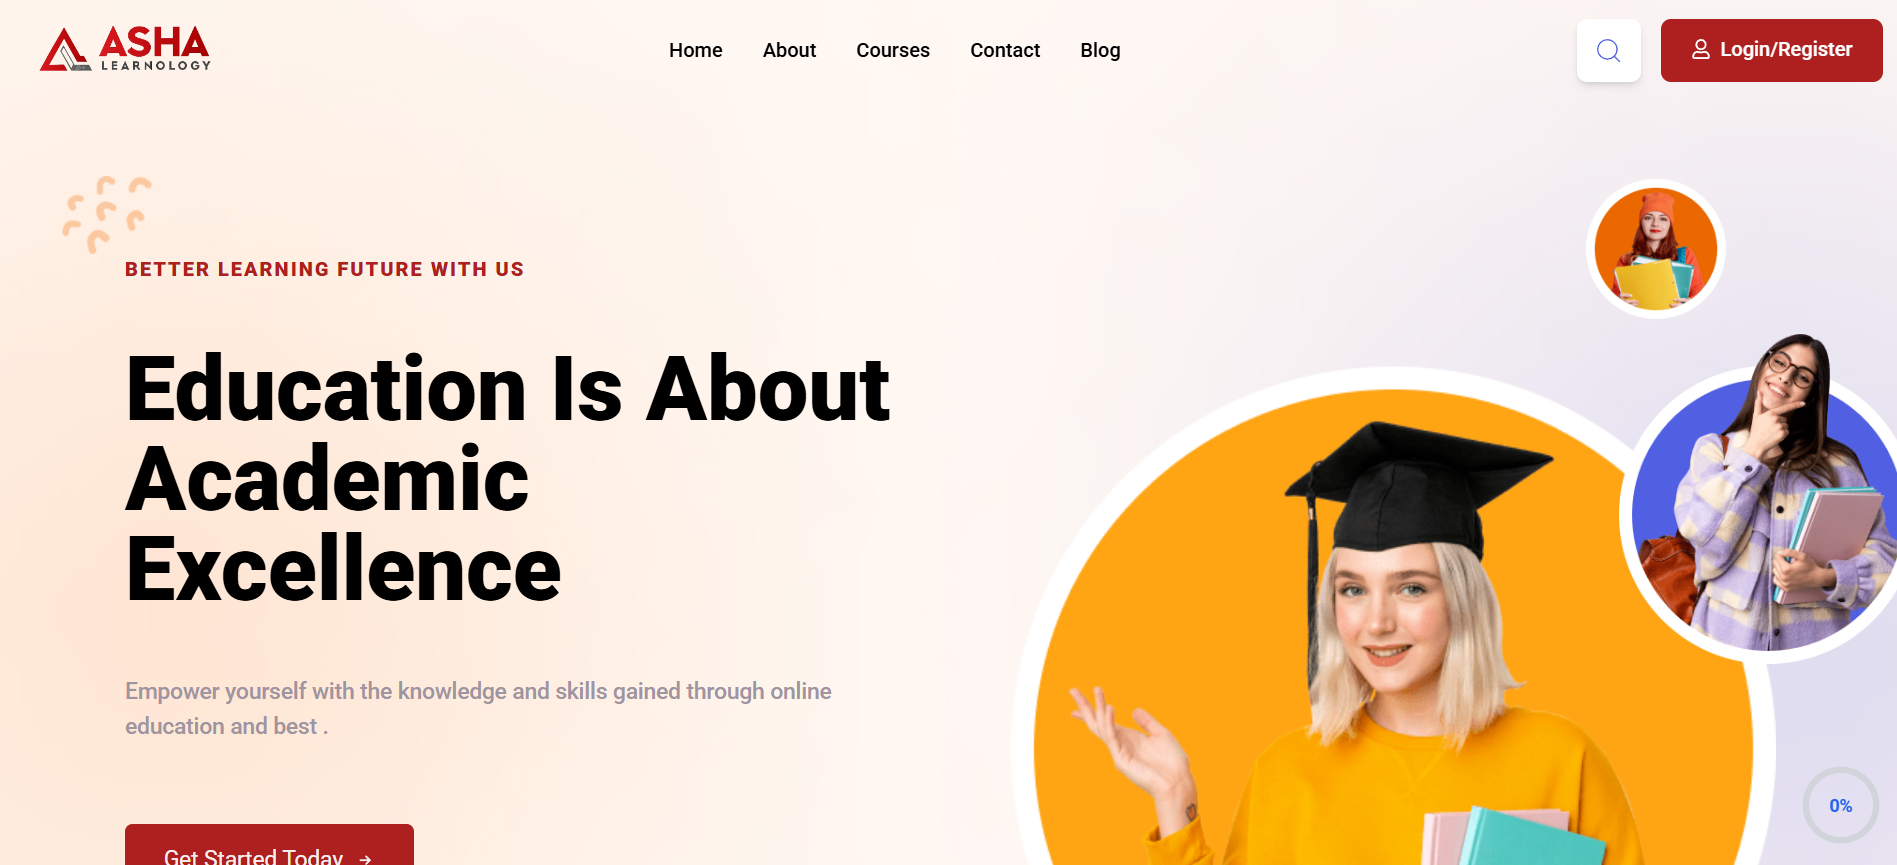 ASHA
LEARNOLOGY
Home
About
Courses
Contact
Blog
Login/Register
BETTER LEARNING FUTURE WITH US
Education Is About
Academic
Excellence
Empower yourself with the knowledge and skills gained through online
education and best .
Get Started Today
0%